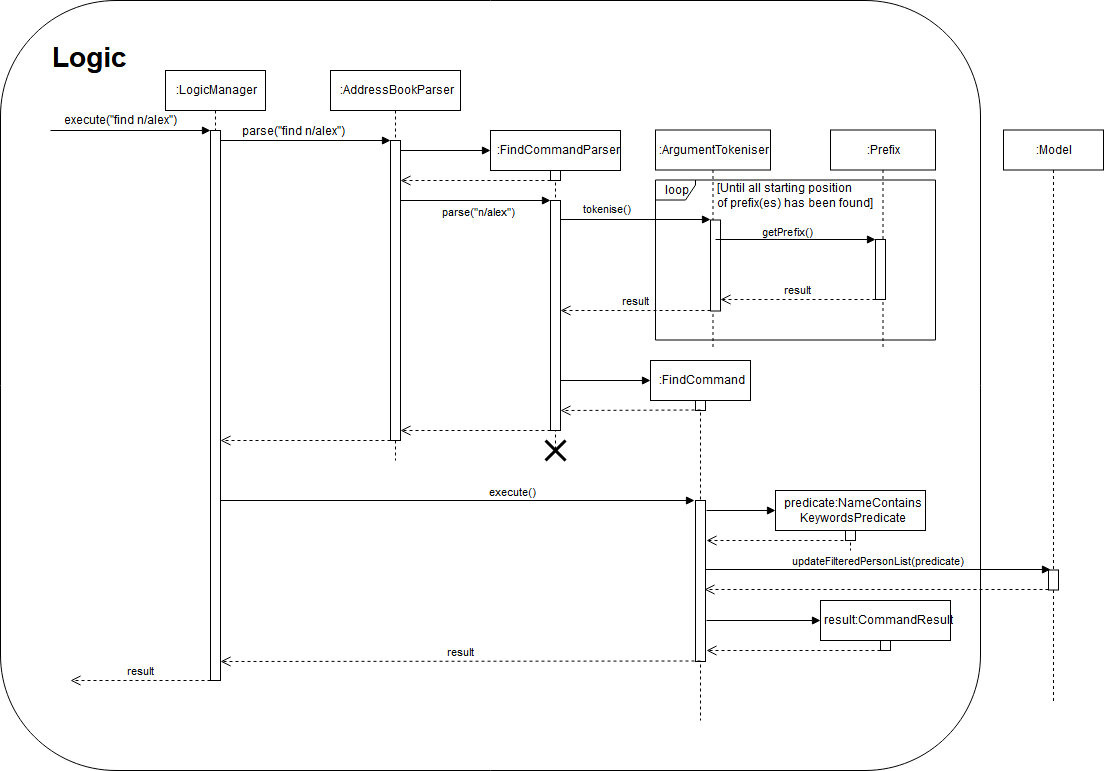 Logic
:LogicManager
:AddressBookParser
execute("find n/alex")
parse("find n/alex")
:FindCommandParser
:ArgumentTokeniser
:Prefix
:Model
loop
[Until all starting position
of prefix(es) has been found]
parse("n/alex")
tokenise()
getPrefix()
result
result
:FindCommand
execute()
predicate:NameContains
KeywordsPredicate
updateFilteredPersonList(predicate)
result:CommandResult
result
result